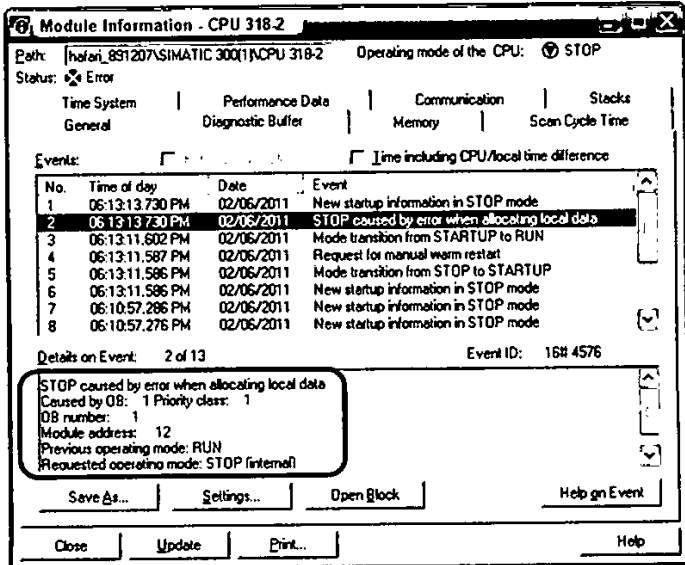 Module Information - CPU 318-2
Path: hafari_891207\SIMATIC 300(1)\CPU 318-2 Operating mode of the CPU: STOP
Status: Error
Time System Performance Data Communication Stacks
General Diagnostic Buffer Memory Scan Cycle Time
Events: Time including CPU/local time difference
No. Time of day Date Event
1 06:13:13.730 PM 02/06/2011 New startup information in STOP mode
2 06:13:13.730 PM 02/06/2011 STOP caused by error when allocating local data
3 06:13:11.602 PM 02/06/2011 Mode transition from STARTUP to RUN
4 06:13:11.587 PM 02/06/2011 Request for manual warm restart
5 06:13:11.586 PM 02/06/2011 Mode transition from STOP to STARTUP
6 06:13:11.586 PM 02/06/2011 New startup information in STOP mode
7 06:10:57.286 PM 02/06/2011 New startup information in STOP mode
8 06:10:57.276 PM 02/06/2011 New startup information in STOP mode
Details on Event: 2 of 13 Event ID: 16# 4576
STOP caused by error when allocating local data
Caused by OB: 1 Priority class: 1
OB number: 1
Module address: 12
Previous operating mode: RUN
Requested operating mode: STOP (internal)
Save As... Settings... Open Block Help on Event
Close Update Print... Help